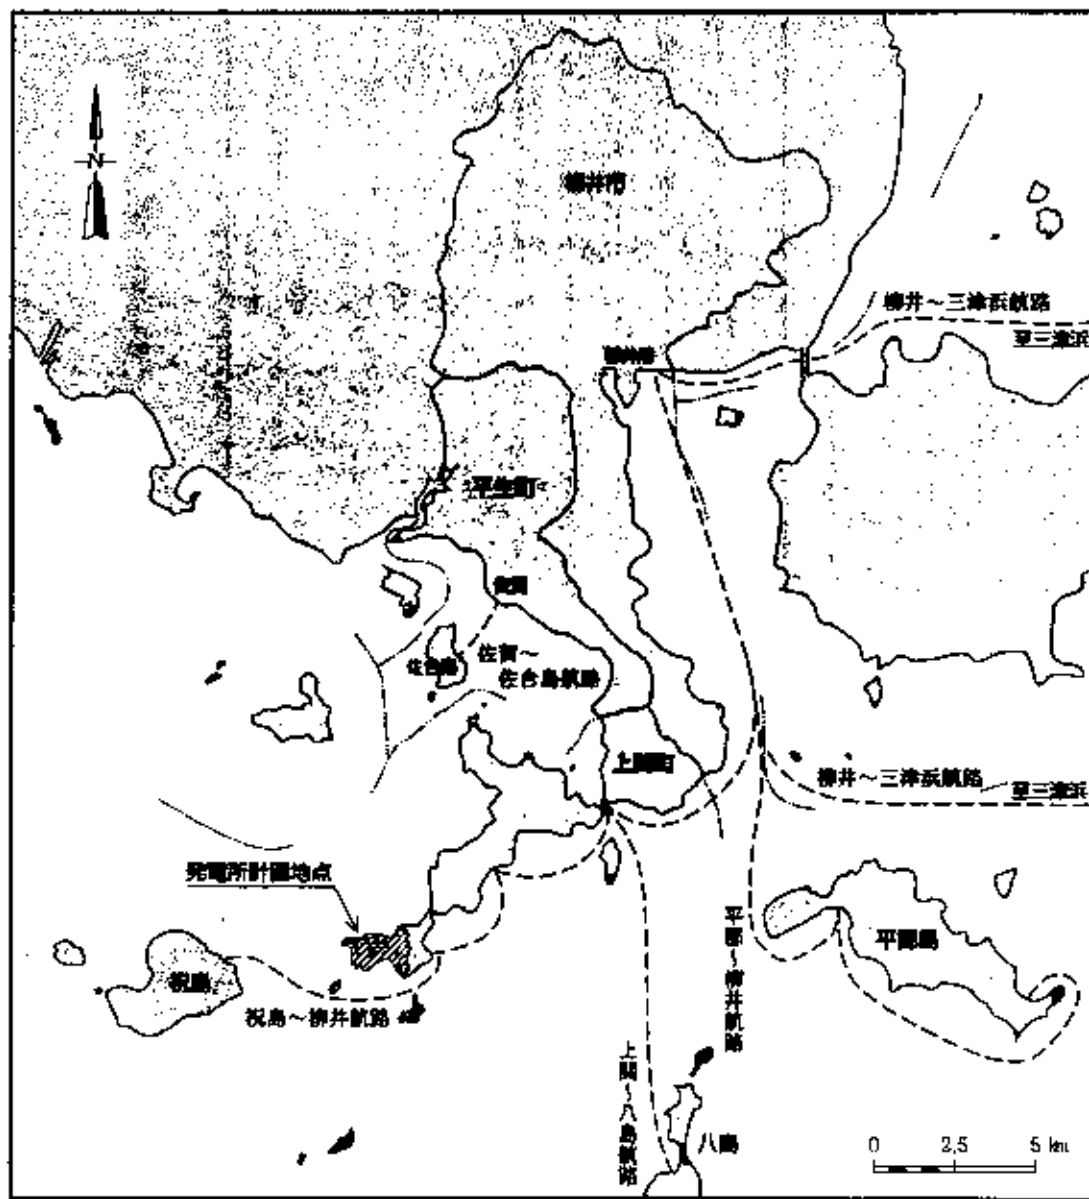 N
柳井市
柳井～三津浜航路
至三津浜
柳井港
平生町
佐賀
佐合島
佐賀～
佐合島航路
上関町
柳井～三津浜航路
至三津浜
発電所計画地点
祝島
祝島～柳井航路
平郡～柳井航路
平郡島
上関～八島航路
八島
0 2.5 5 km